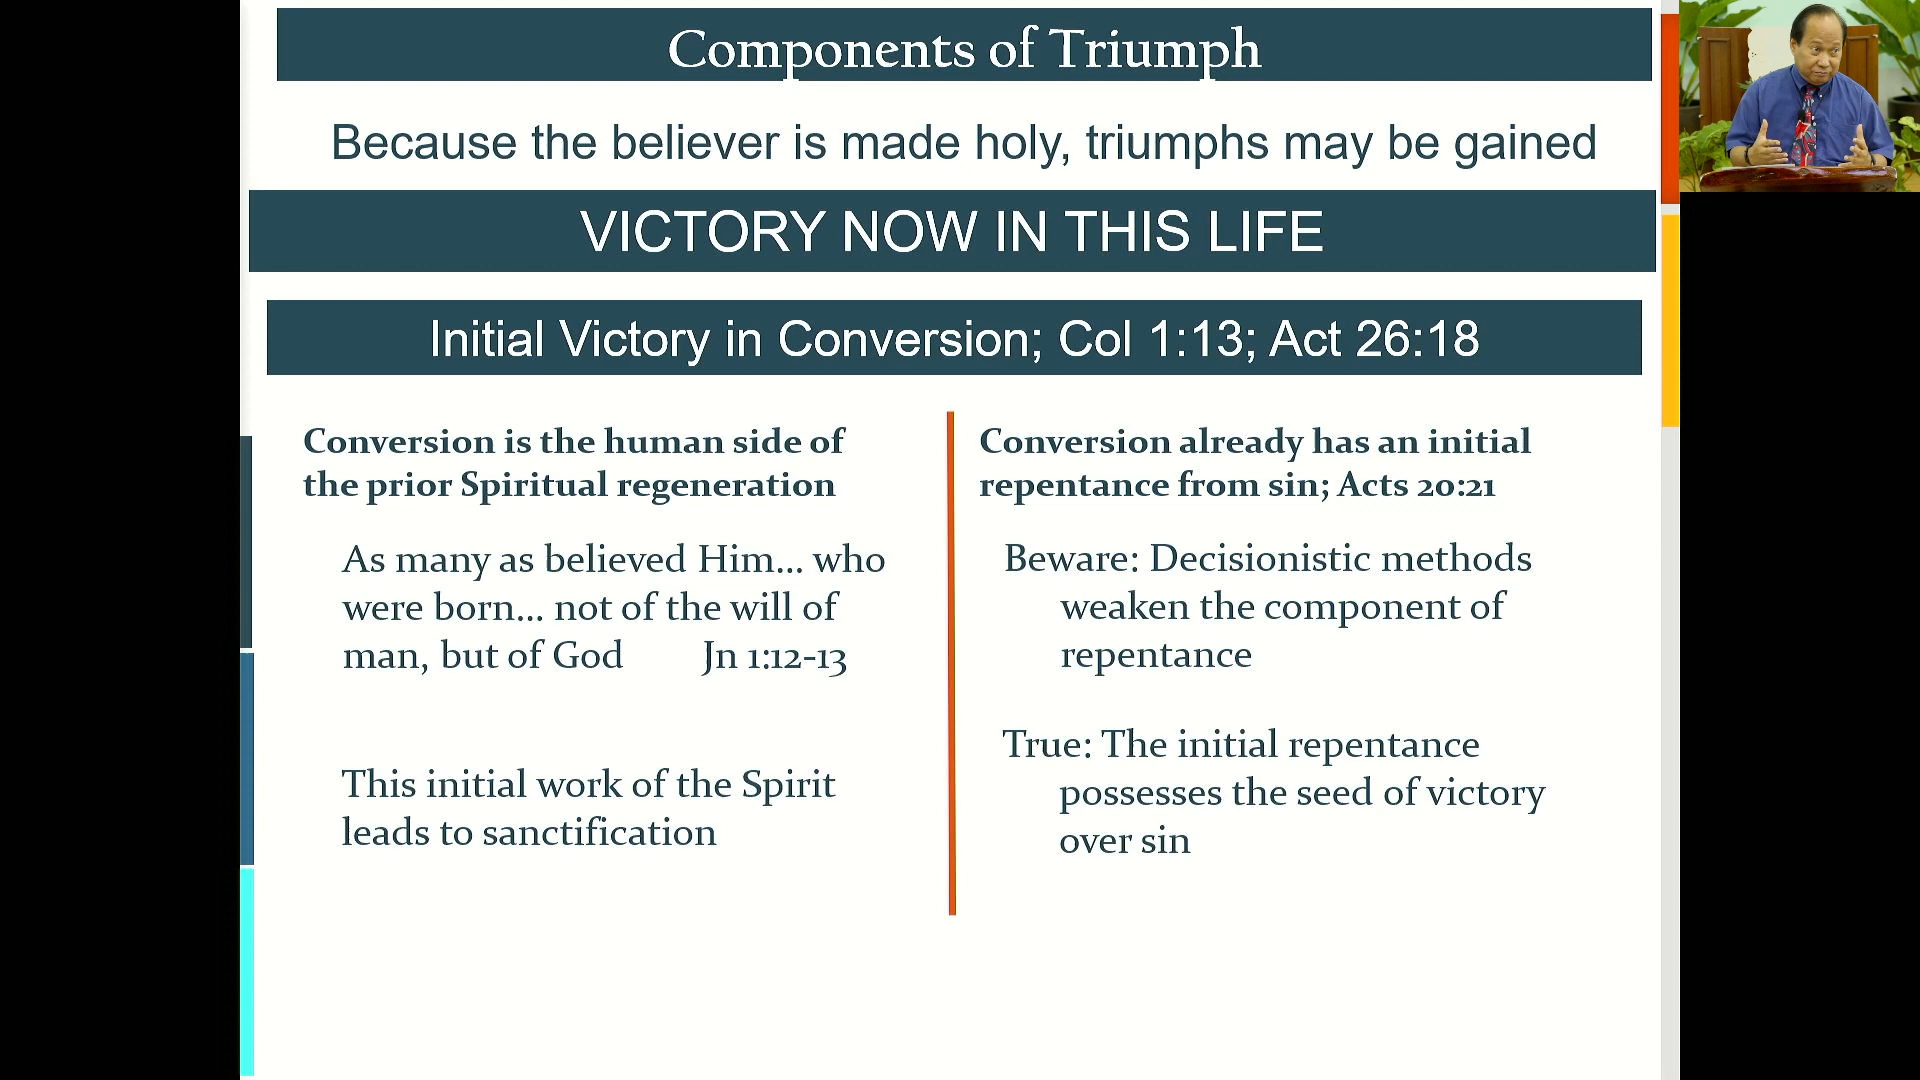 Components of Triumph
Because the believer is made holy, triumphs may be gained
VICTORY NOW IN THIS LIFE
Initial Victory in Conversion; Col 1:13; Act 26:18
Conversion is the human side of
the prior Spiritual regeneration
As many as believed Him... who
were born... not of the will of
man, but of God Jn 1:12-13
This initial work of the Spirit
leads to sanctification
Conversion already has an initial
repentance from sin; Acts 20:21
Beware: Decisionistic methods
weaken the component of
repentance
True: The initial repentance
possesses the seed of victory
over sin